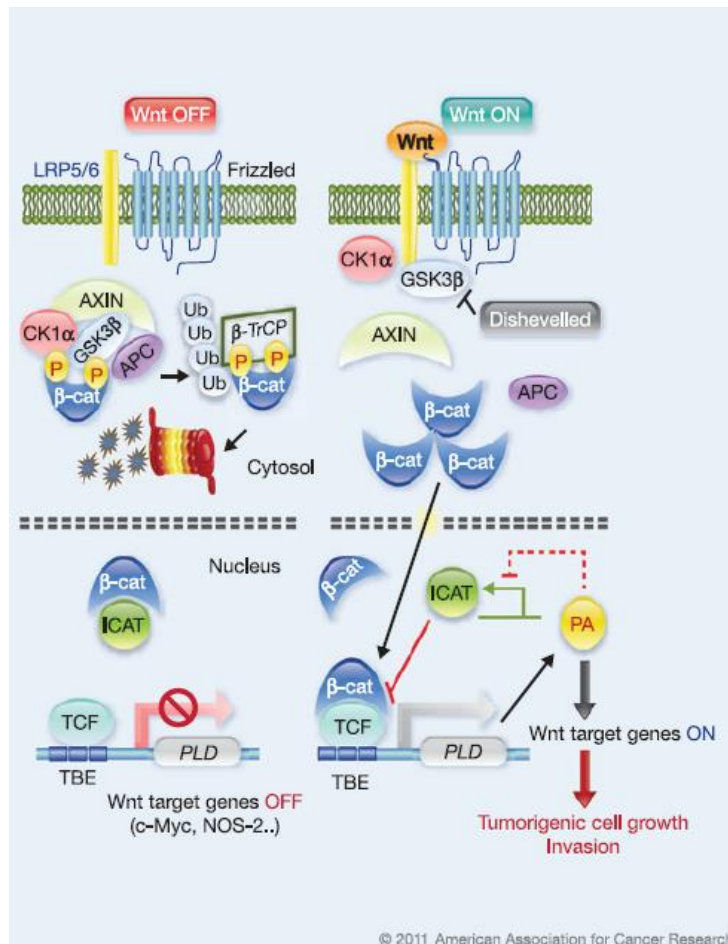 Wnt OFF
LRP5/6
Frizzled
AXIN
CK1α
GSK3β
APC
P
P
β-cat
Ub
Ub
Ub
Ub
β-TrCP
P
P
β-cat
Cytosol
Nucleus
β-cat
ICAT
TCF
TBE
PLD
Wnt target genes OFF
(c-Myc, NOS-2..)
Wnt ON
Wnt
CK1α
GSK3β
Dishevelled
AXIN
APC
β-cat
β-cat
β-cat
β-cat
ICAT
PA
β-cat
TCF
TBE
PLD
Wnt target genes ON
Tumorigenic cell growth
Invasion
© 2011 American Association for Cancer Research